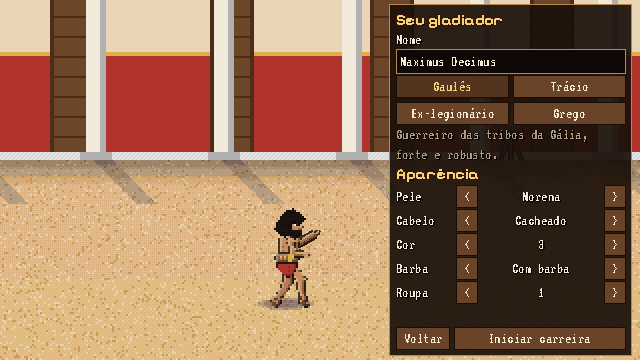 Seu gladiador
Nome
Maximus Decimus
Gaulês Trácio
Ex-legionário Grego
Guerreiro das tribos da Gália,
forte e robusto.
Aparência
Pele < Morena >
Cabelo < Cacheado >
Cor < 3 >
Barba < Com barba >
Roupa < 1 >
Voltar Iniciar carreira